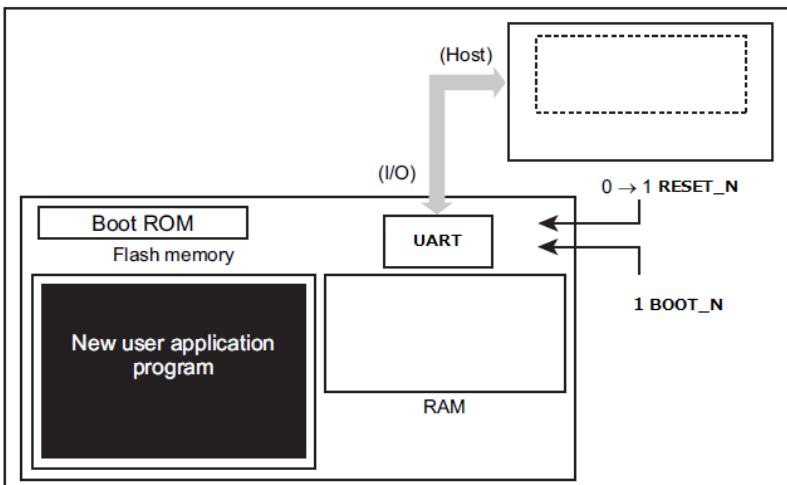 (Host)
(I/O)
0 → 1 RESET_N
Boot ROM
UART
Flash memory
1 BOOT_N
New user application
program
RAM